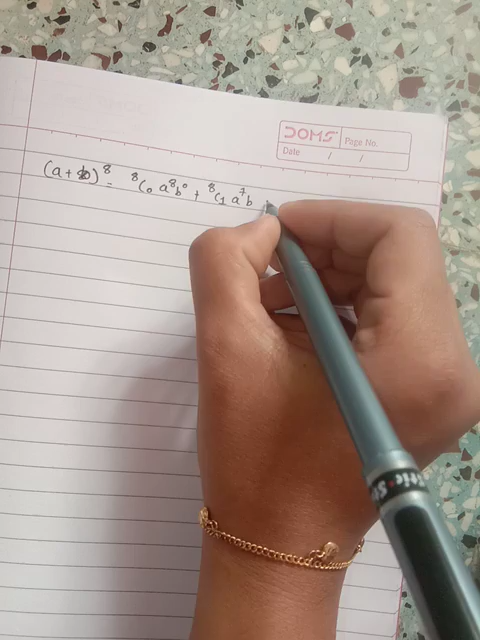 DOMS Page No.
Date / /
(a+b)⁸ = ⁸C₀ a⁸b⁰ + ⁸C₁ a⁷b